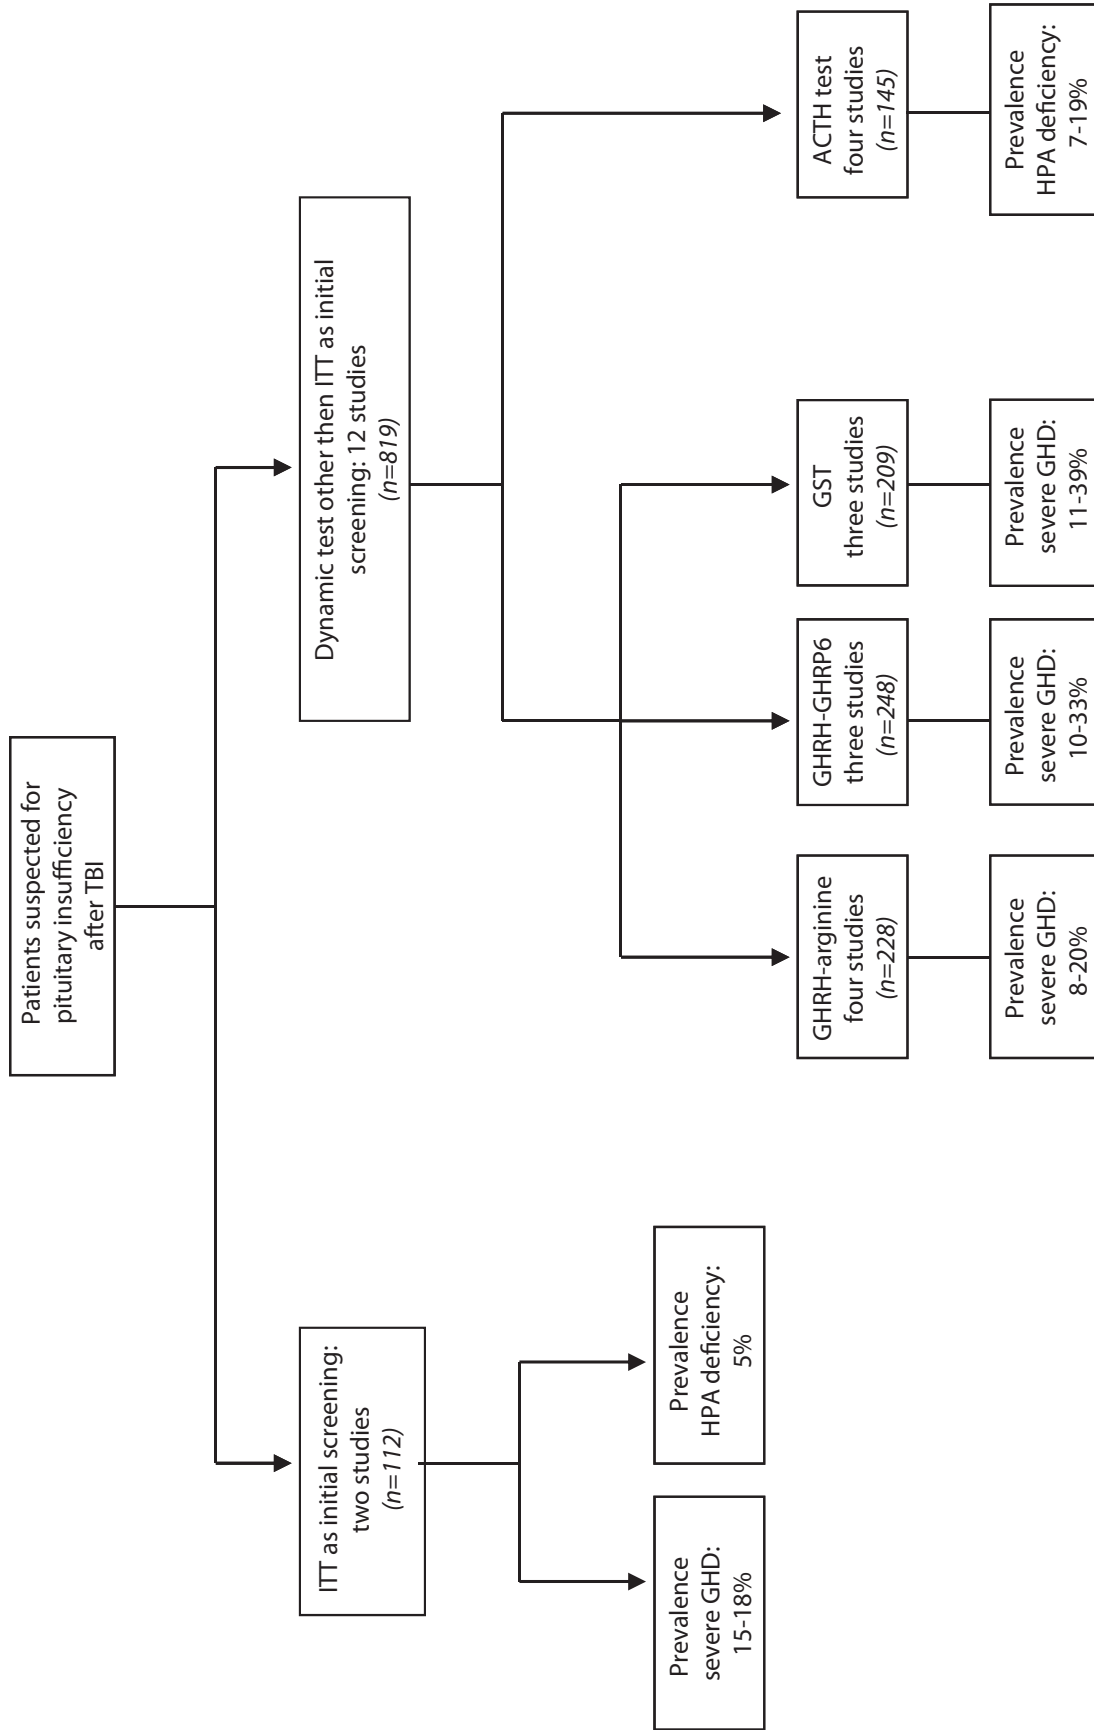 Patients suspected for
pituitary insufficiency
after TBI
ITT as initial screening:
two studies
(n=112)
Dynamic test other then ITT as initial
screening: 12 studies
(n=819)
Prevalence
severe GHD:
15-18%
Prevalence
HPA deficiency:
5%
GHRH-arginine
four studies
(n=228)
GHRH-GHRP6
three studies
(n=248)
GST
three studies
(n=209)
ACTH test
four studies
(n=145)
Prevalence
severe GHD:
8-20%
Prevalence
severe GHD:
10-33%
Prevalence
severe GHD:
11-39%
Prevalence
HPA deficiency:
7-19%